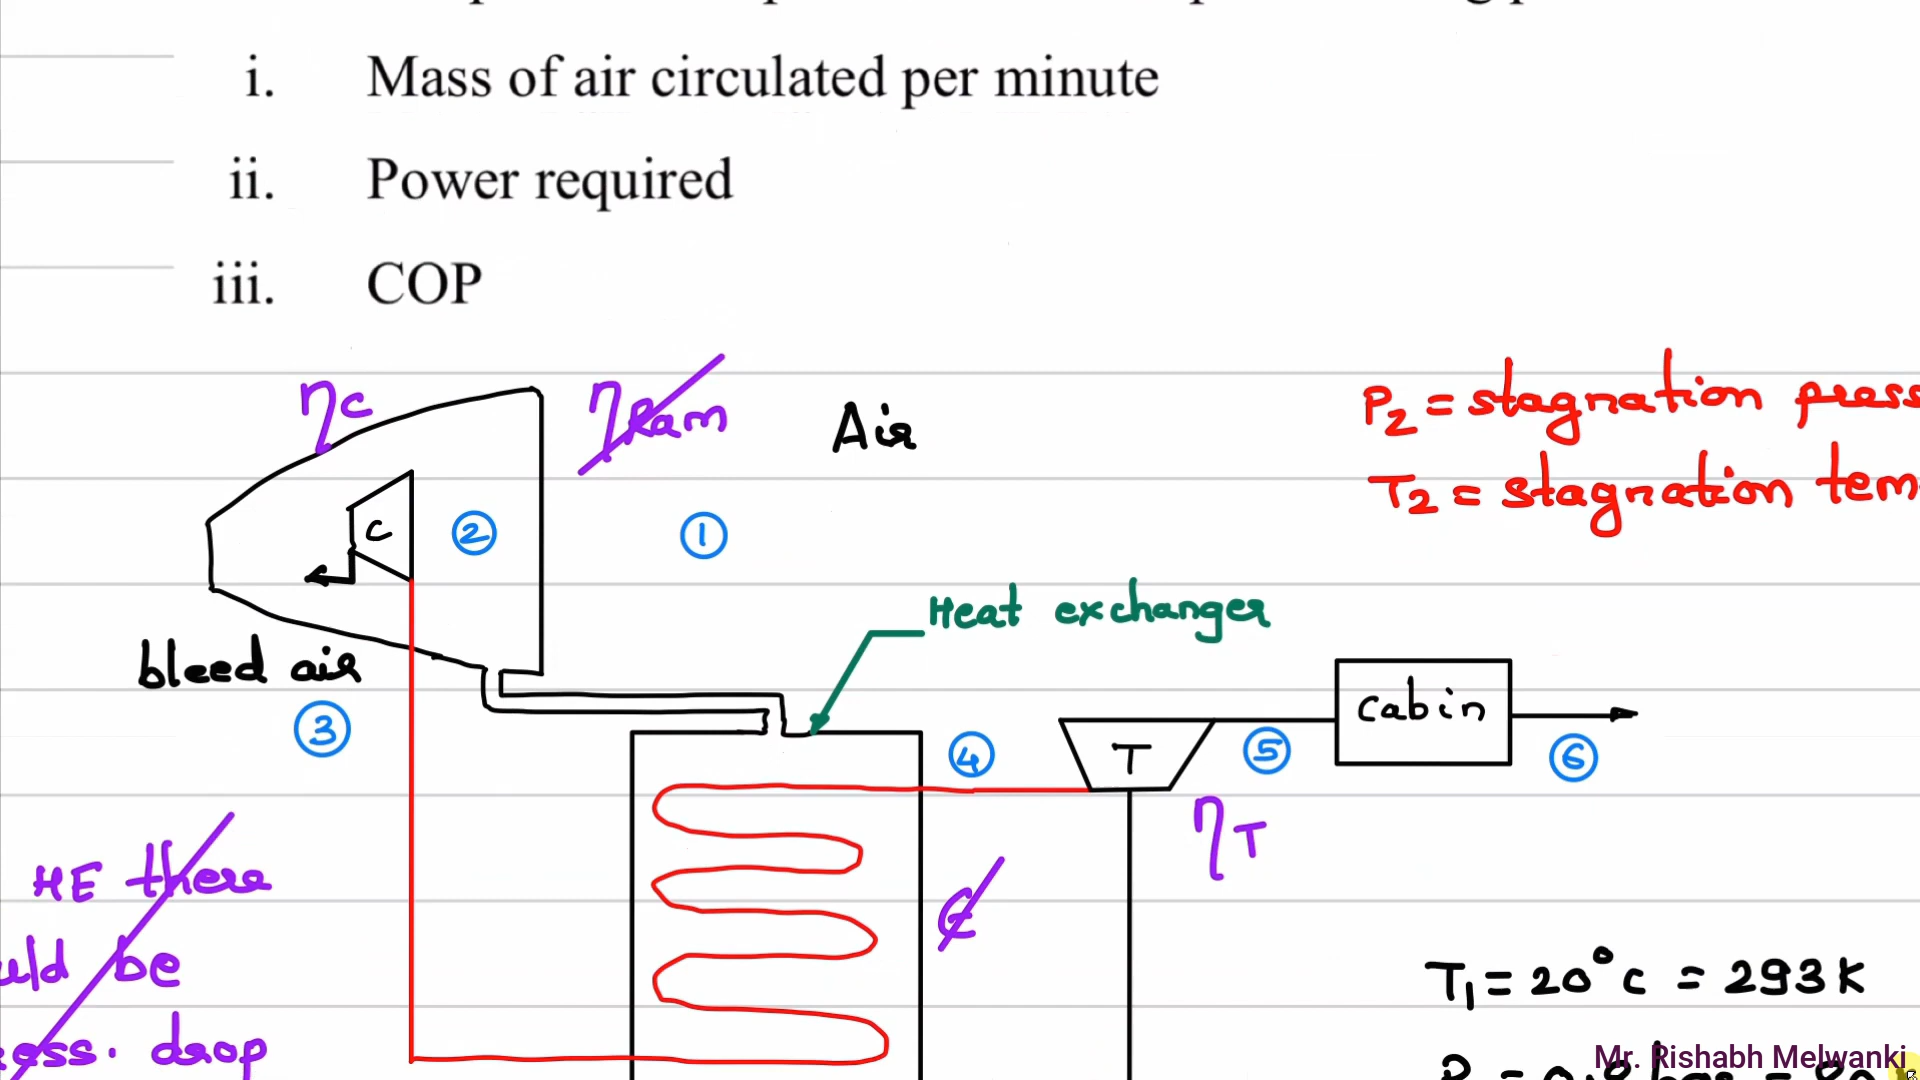 i. Mass of air circulated per minute
ii. Power required
iii. COP
ηc
ηRam
Air
P2 = stagnation press
T2 = stagnation tem
C
2
1
Heat exchanger
bleed air
3
4
T
5
cabin
6
ηT
HE there
be
drop
€
T1 = 20°C = 293K
Mr. Rishabh Melwanki